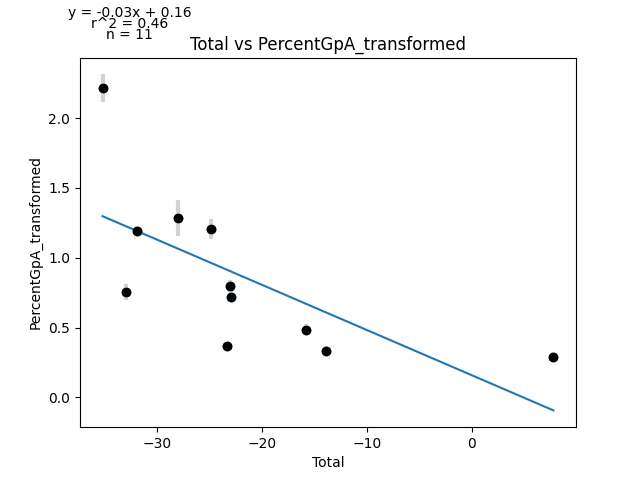 y = -0.03x + 0.16
r^2 = 0.46
n = 11
Total vs PercentGpA_transformed
PercentGpA_transformed
2.0
1.5
1.0
0.5
0.0
−30
−20
−10
0
Total